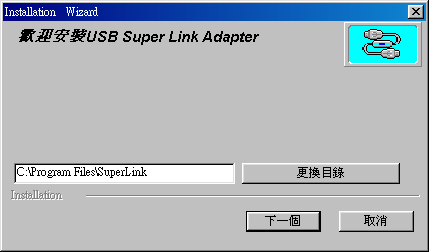 Installation Wizard
歡迎安裝USB Super Link Adapter
C:\Program Files\SuperLink
更換目錄
Installation
下一個
取消